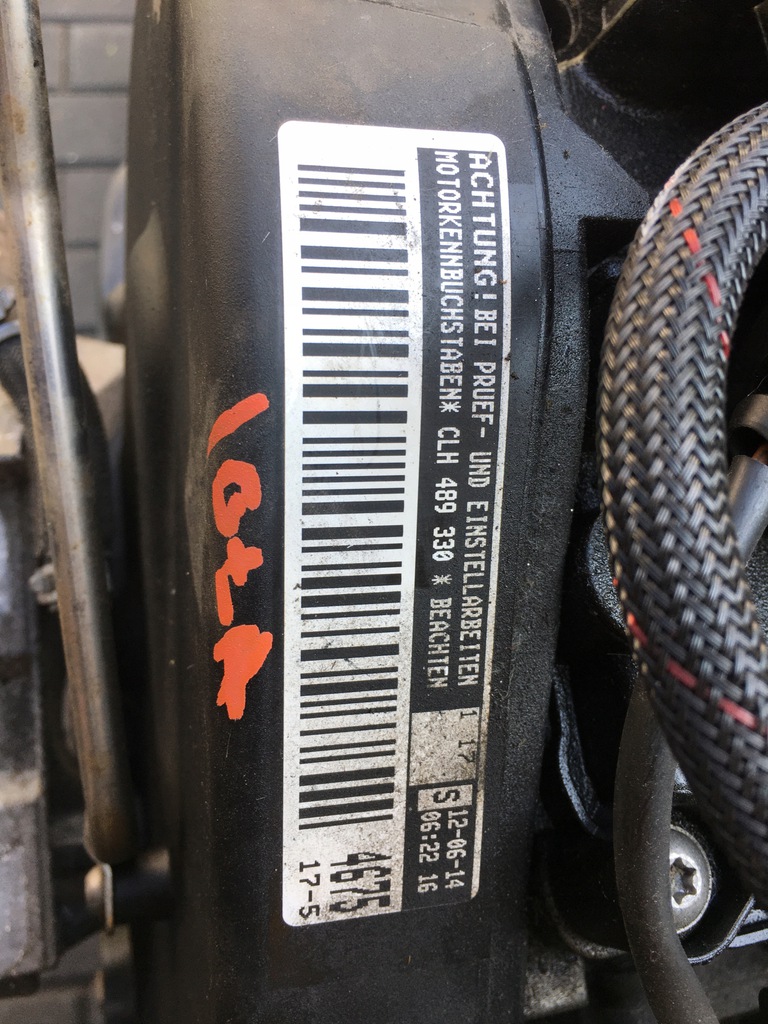 ACHTUNG! BEI PRUEF- UND EINSTELLARBEITEN
MOTORKENNBUCHSTABEN* CLH 489 330 * BEACHTEN
I 17
S
12-06-14
06:22 16
4675
17-5